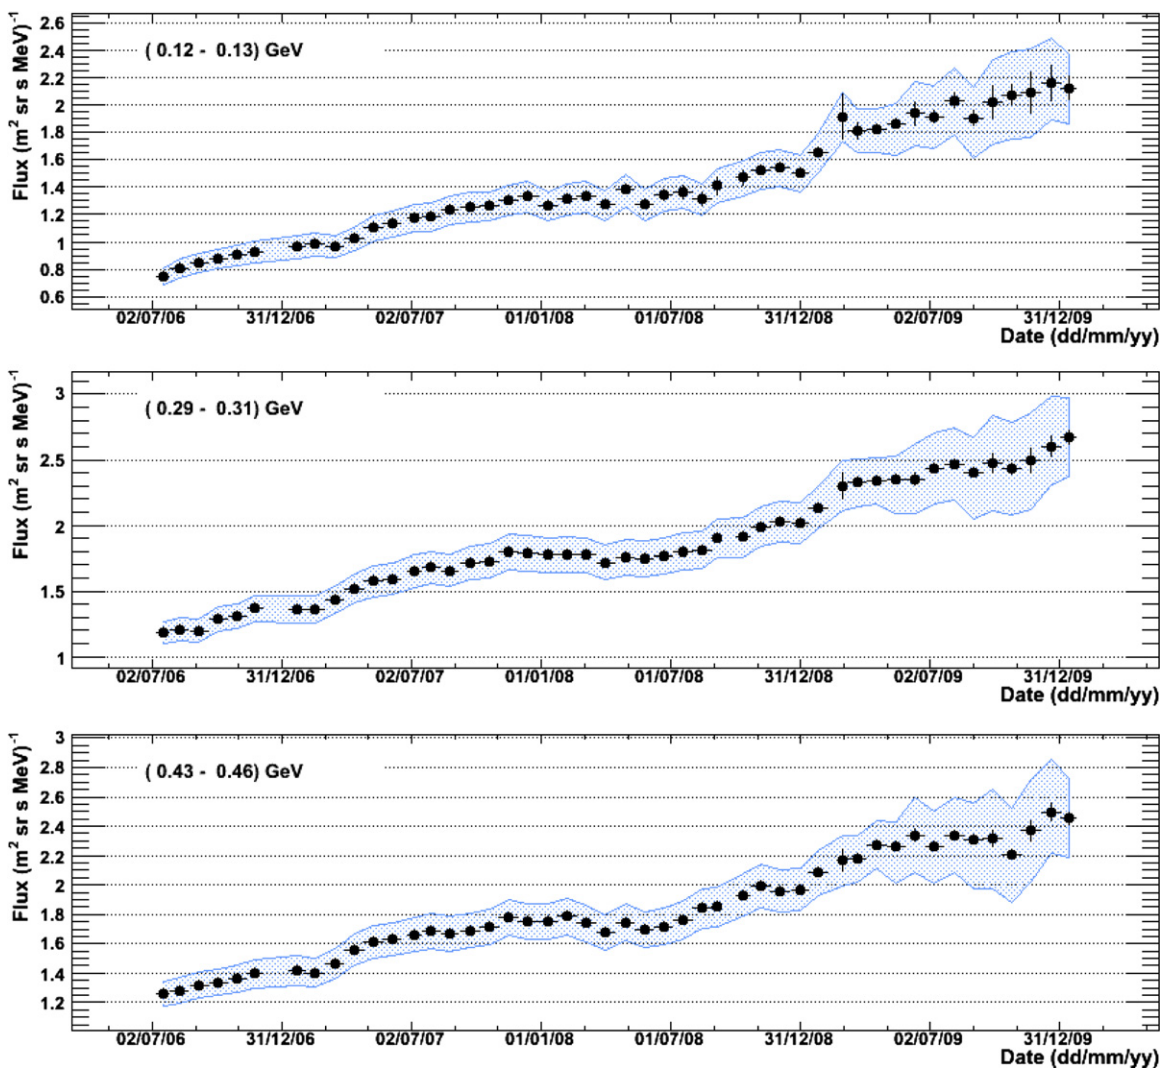 Flux (m² sr s MeV)⁻¹
2.6
2.4
2.2
2
1.8
1.6
1.4
1.2
1
0.8
0.6
( 0.12 - 0.13) GeV
02/07/06 31/12/06 02/07/07 01/01/08 01/07/08 31/12/08 02/07/09 31/12/09
Date (dd/mm/yy)
Flux (m² sr s MeV)⁻¹
3
2.5
2
1.5
1
( 0.29 - 0.31) GeV
02/07/06 31/12/06 02/07/07 01/01/08 01/07/08 31/12/08 02/07/09 31/12/09
Date (dd/mm/yy)
Flux (m² sr s MeV)⁻¹
3
2.8
2.6
2.4
2.2
2
1.8
1.6
1.4
1.2
( 0.43 - 0.46) GeV
02/07/06 31/12/06 02/07/07 01/01/08 01/07/08 31/12/08 02/07/09 31/12/09
Date (dd/mm/yy)